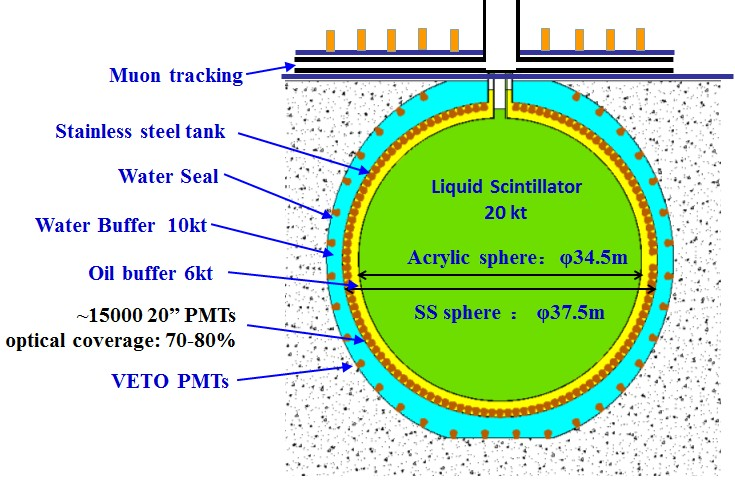 Muon tracking
Stainless steel tank
Water Seal
Water Buffer 10kt
Oil buffer 6kt
~15000 20” PMTs
optical coverage: 70-80%
VETO PMTs
Liquid Scintillator
20 kt
Acrylic sphere： φ34.5m
SS sphere ： φ37.5m